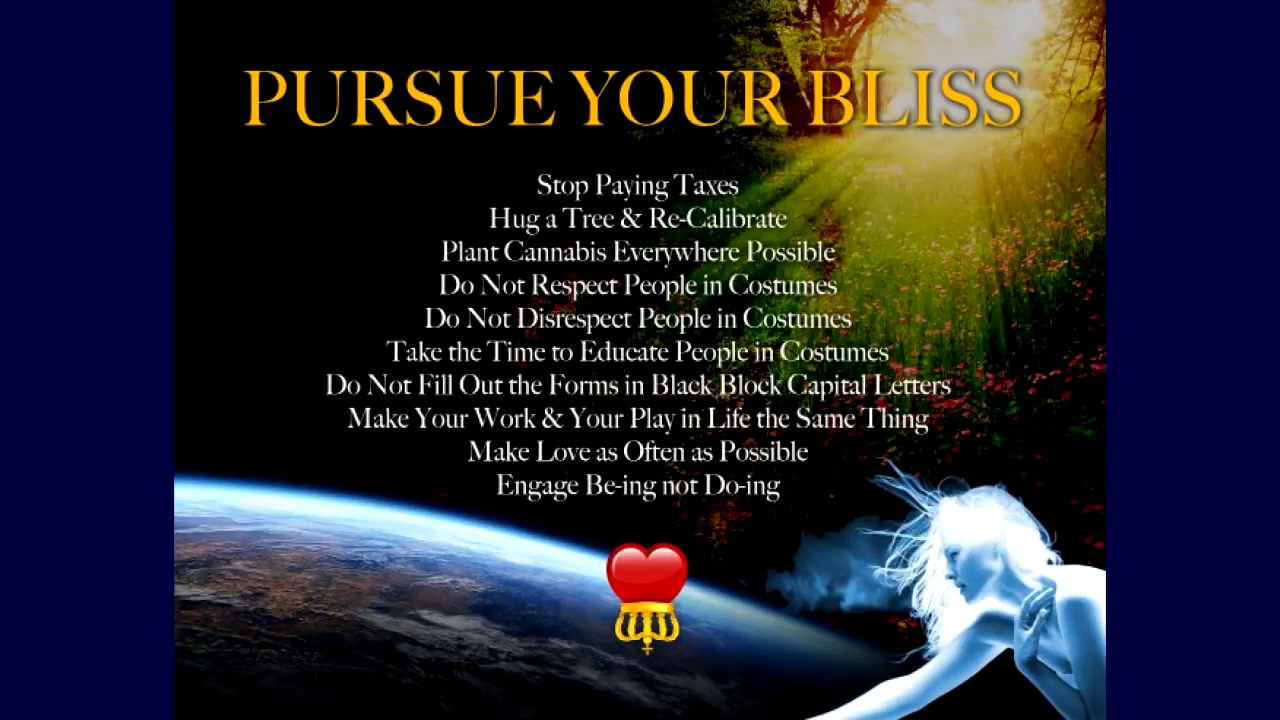 PURSUE YOUR BLISS
Stop Paying Taxes
Hug a Tree & Re-Calibrate
Plant Cannabis Everywhere Possible
Do Not Respect People in Costumes
Do Not Disrespect People in Costumes
Take the Time to Educate People in Costumes
Do Not Fill Out the Forms in Black Block Capital Letters
Make Your Work & Your Play in Life the Same Thing
Make Love as Often as Possible
Engage Be-ing not Do-ing